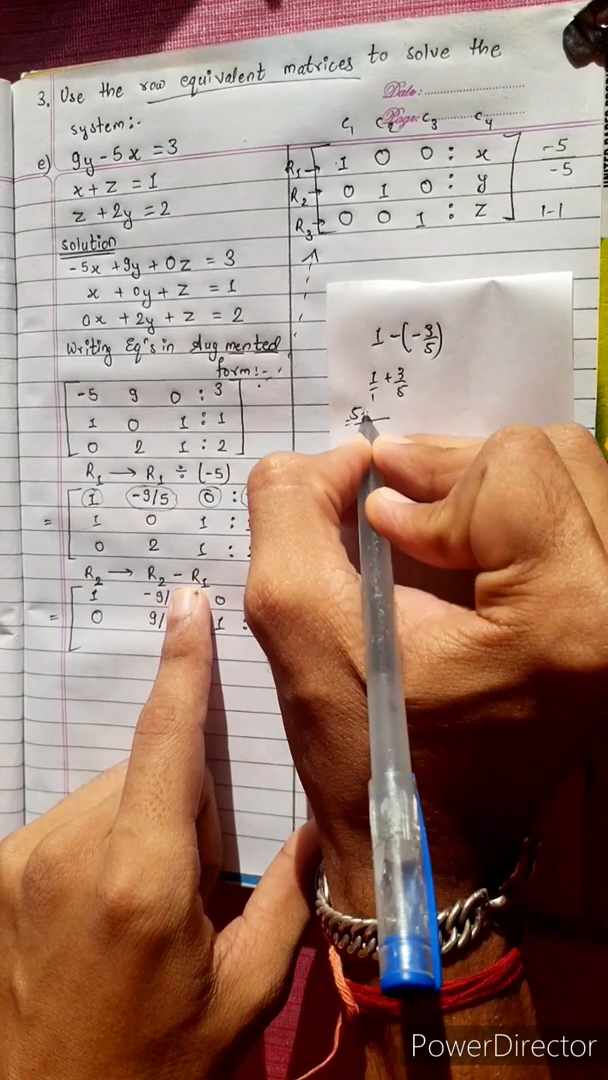 3. Use the row equivalent matrices to solve the
system:-
Date:
Page:
e) 9y - 5x = 3
x + z = 1
z + 2y = 2
Solution
-5x + 9y + 0z = 3
x + 0y + z = 1
0x + 2y + z = 2
Writing Eqns in Augmented
form:-
-5 9 0 : 3
1 0 1 : 1
0 2 1 : 2
R1 → R1 ÷ (-5)
1 -9/5 0 :
= 1 0 1 :
0 2 1 :
R2 → R2 - R1
1 -9/ 0
= 0 9/ 1 :
C1 C2 C3 C4
R1 → 1 0 0 : x
R2 → 0 1 0 : y
R3 → 0 0 1 : z
-5
-5
1-1
1 - (-3/5)
1/1 + 3/5
PowerDirector